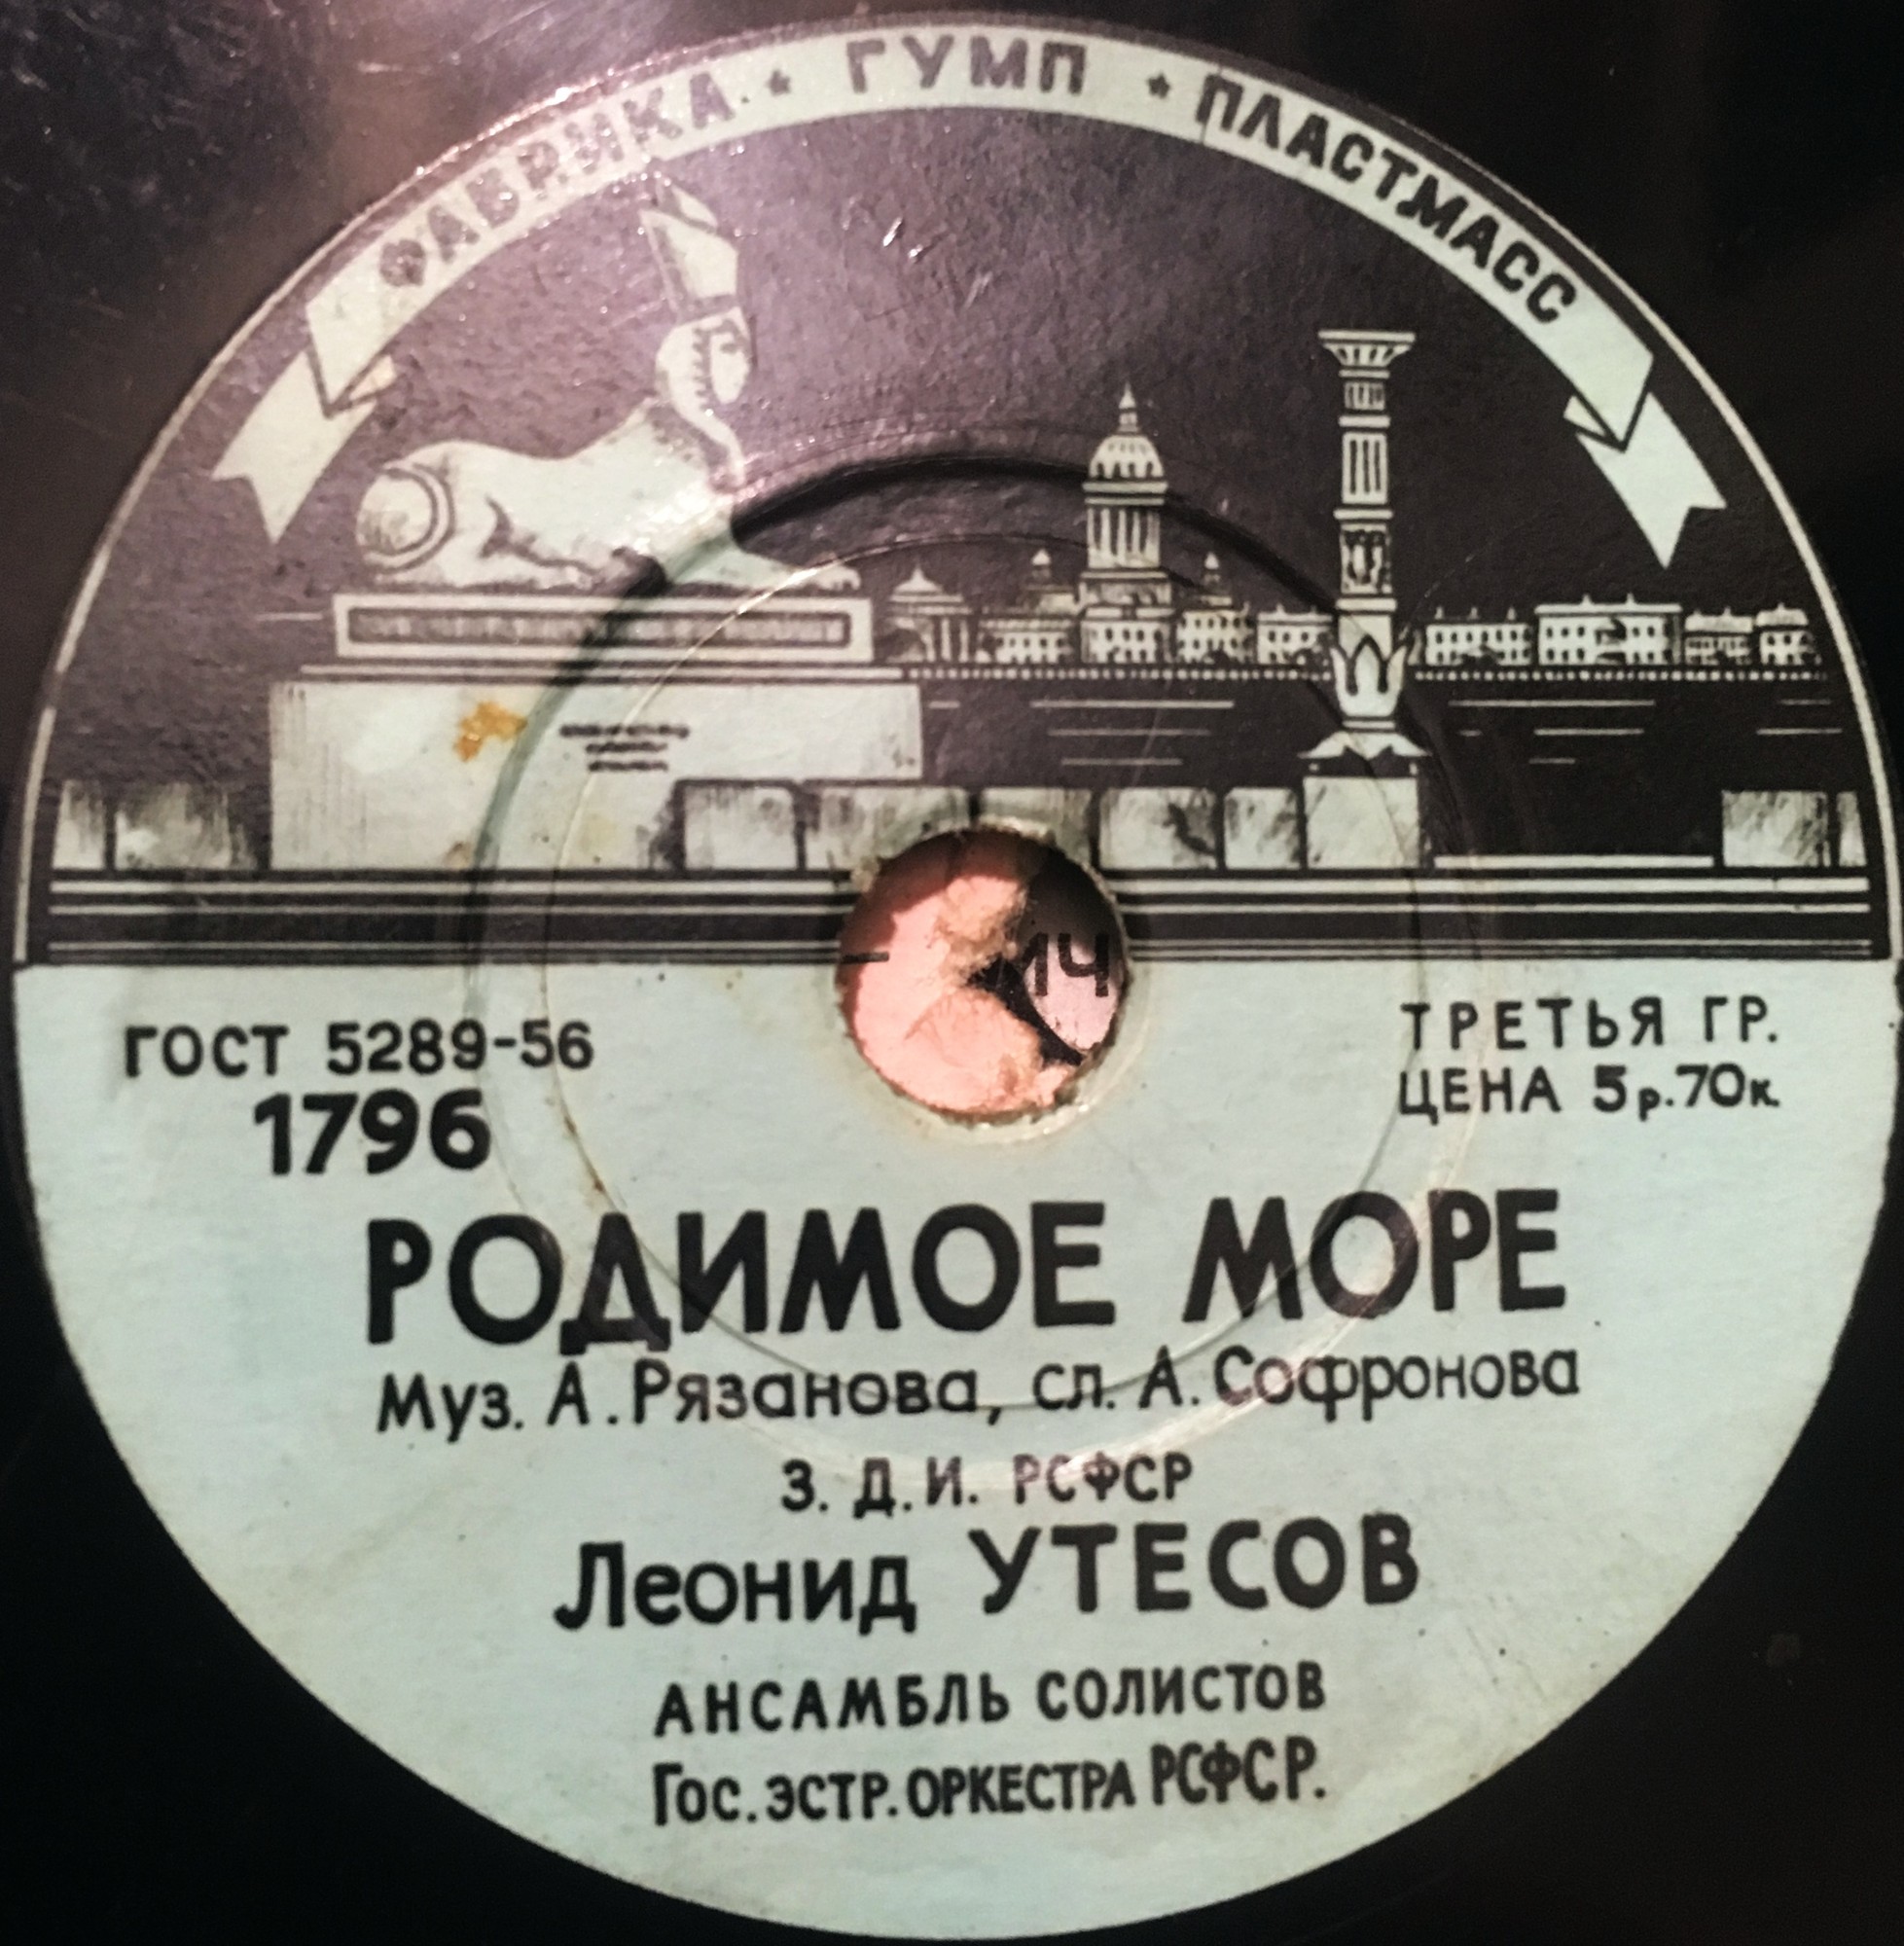 ФАБРИКА ★ ГУМП ★ ПЛАСТМАСС
ГОСТ 5289-56
1796
ТРЕТЬЯ ГР.
ЦЕНА 5р.70к.
РОДИМОЕ МОРЕ
Муз. А. Рязанова, сл. А. Софронова
З. Д. И. РСФСР
Леонид УТЕСОВ
АНСАМБЛЬ СОЛИСТОВ
ГОС. ЭСТР. ОРКЕСТРА РСФСР.